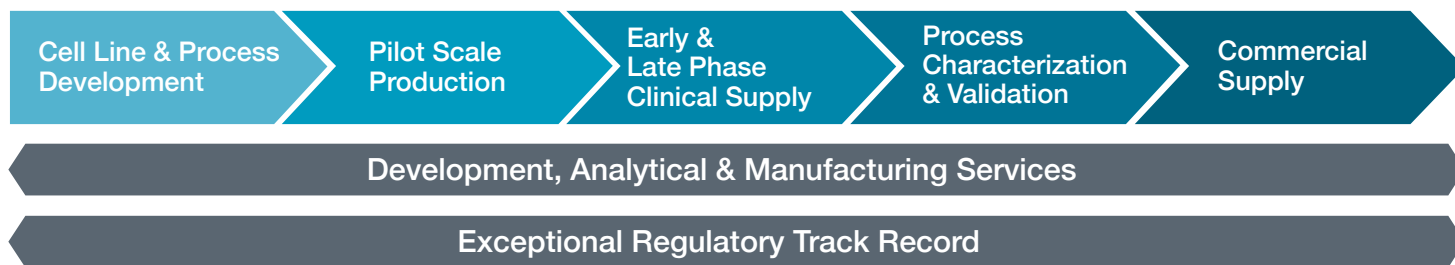 Cell Line & Process
Development
Pilot Scale
Production
Early &
Late Phase
Clinical Supply
Process
Characterization
& Validation
Commercial
Supply
Development, Analytical & Manufacturing Services
Exceptional Regulatory Track Record